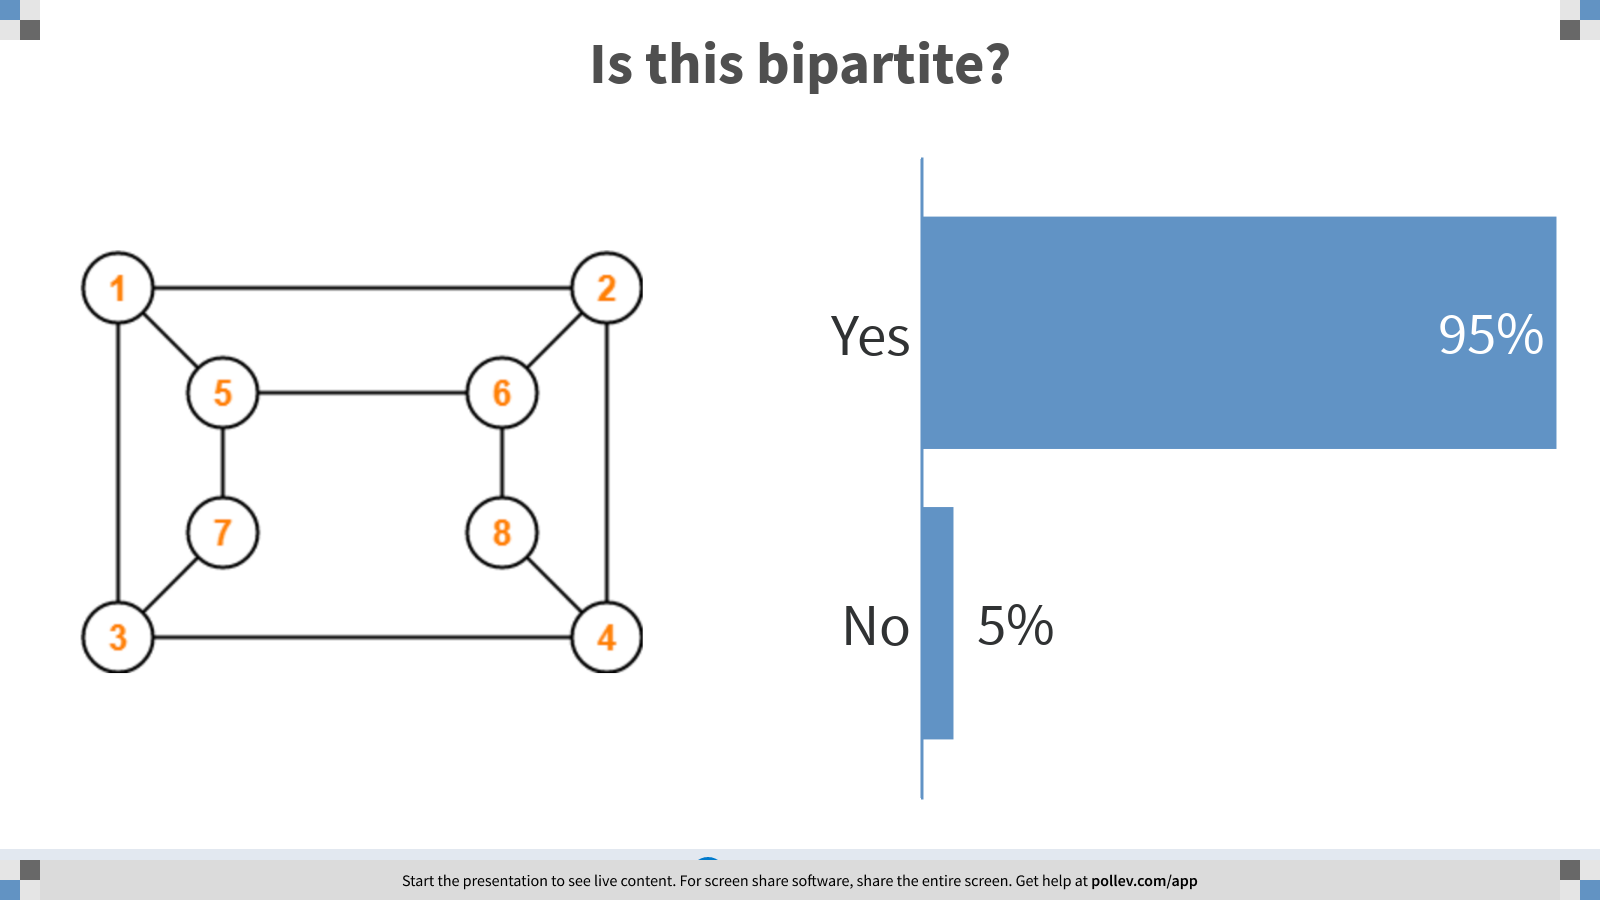 Is this bipartite?
1
2
5
6
7
8
3
4
Yes
95%
No
5%
Start the presentation to see live content. For screen share software, share the entire screen. Get help at pollev.com/app